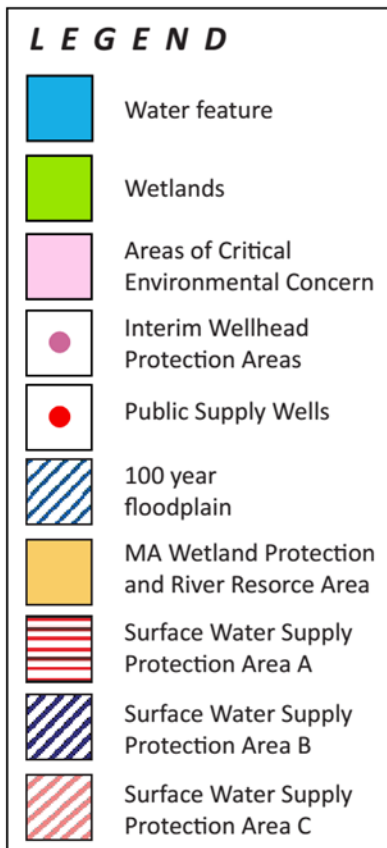 L E G E N D
Water feature
Wetlands
Areas of Critical
Environmental Concern
Interim Wellhead
Protection Areas
Public Supply Wells
100 year
floodplain
MA Wetland Protection
and River Resorce Area
Surface Water Supply
Protection Area A
Surface Water Supply
Protection Area B
Surface Water Supply
Protection Area C